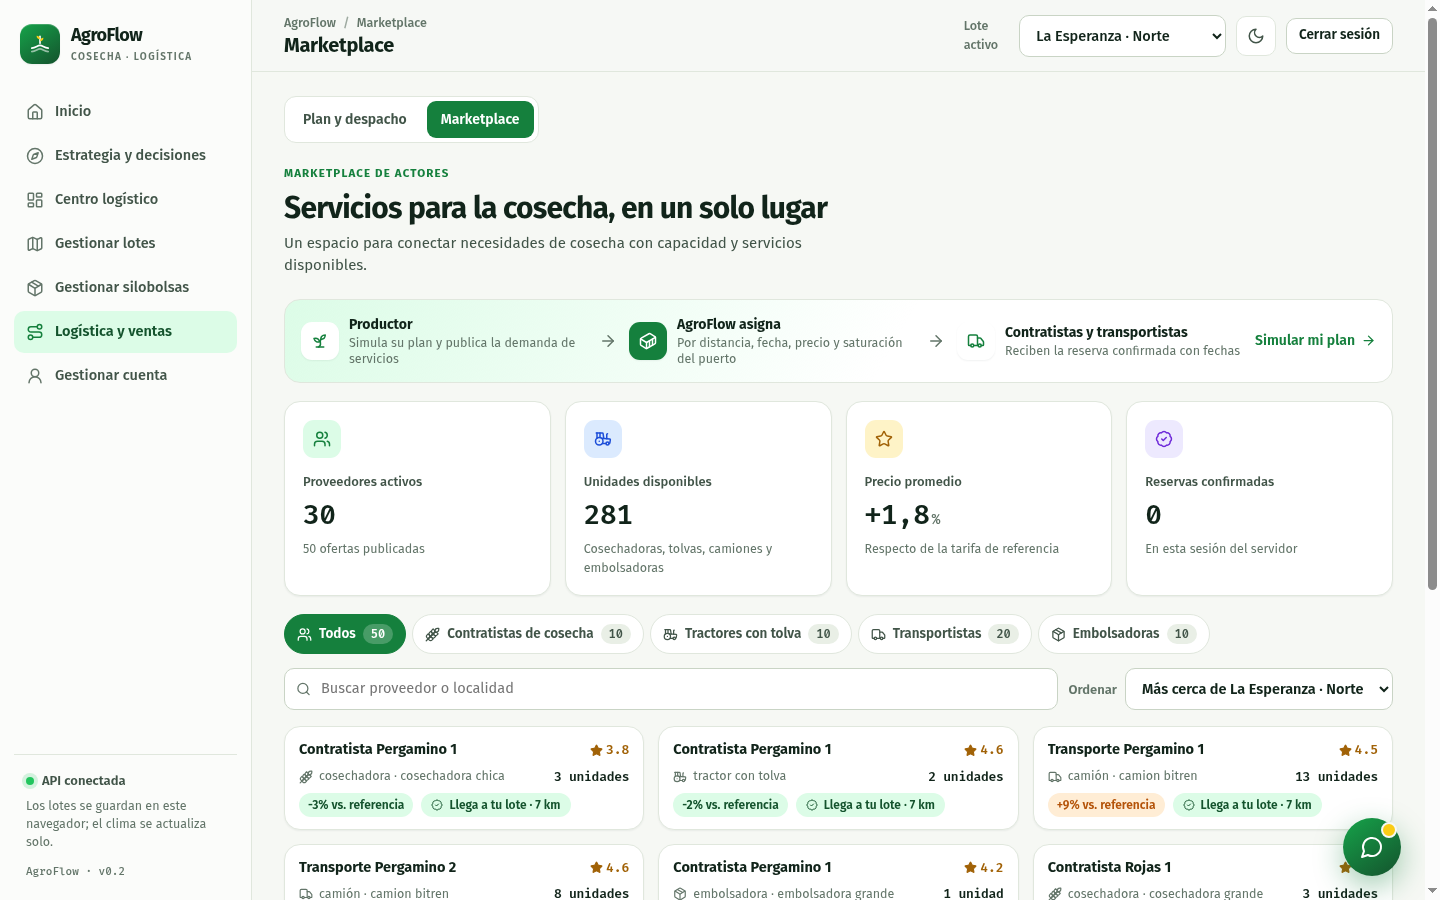 AgroFlow
COSECHA · LOGÍSTICA
Inicio
Estrategia y decisiones
Centro logístico
Gestionar lotes
Gestionar silobolsas
Logística y ventas
Gestionar cuenta
API conectada
Los lotes se guardan en este
navegador; el clima se actualiza
solo.
AgroFlow · v0.2
AgroFlow / Marketplace
Marketplace
Lote
activo
La Esperanza · Norte
Cerrar sesión
Plan y despacho
Marketplace
MARKETPLACE DE ACTORES
Servicios para la cosecha, en un solo lugar
Un espacio para conectar necesidades de cosecha con capacidad y servicios
disponibles.
Productor
Simula su plan y publica la demanda de
servicios
AgroFlow asigna
Por distancia, fecha, precio y saturación
del puerto
Contratistas y transportistas
Reciben la reserva confirmada con fechas
Simular mi plan →
Proveedores activos
30
50 ofertas publicadas
Unidades disponibles
281
Cosechadoras, tolvas, camiones y
embolsadoras
Precio promedio
+1,8%
Respecto de la tarifa de referencia
Reservas confirmadas
0
En esta sesión del servidor
Todos 50
Contratistas de cosecha 10
Tractores con tolva 10
Transportistas 20
Embolsadoras 10
Buscar proveedor o localidad
Ordenar
Más cerca de La Esperanza · Norte
Contratista Pergamino 1 ★ 3.8
cosechadora · cosechadora chica 3 unidades
-3% vs. referencia Llega a tu lote · 7 km
Contratista Pergamino 1 ★ 4.6
tractor con tolva 2 unidades
-2% vs. referencia Llega a tu lote · 7 km
Transporte Pergamino 1 ★ 4.5
camión · camion bitren 13 unidades
+9% vs. referencia Llega a tu lote · 7 km
Transporte Pergamino 2 ★ 4.6
camión · camion bitren 8 unidades
Contratista Pergamino 1 ★ 4.2
embolsadora · embolsadora grande 1 unidad
Contratista Rojas 1 ★
cosechadora · cosechadora grande 3 unidades